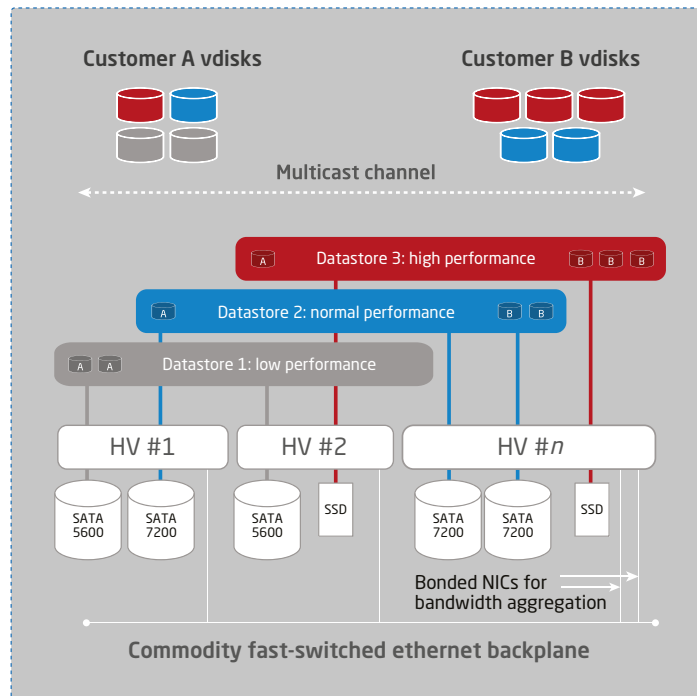 Customer A vdisks
Customer B vdisks
Multicast channel
A
Datastore 3: high performance
B B B
A
Datastore 2: normal performance
B B
A A
Datastore 1: low performance
HV #1
HV #2
HV #n
SATA
5600
SATA
7200
SATA
5600
SSD
SATA
7200
SATA
7200
SSD
Bonded NICs for
bandwidth aggregation
Commodity fast-switched ethernet backplane